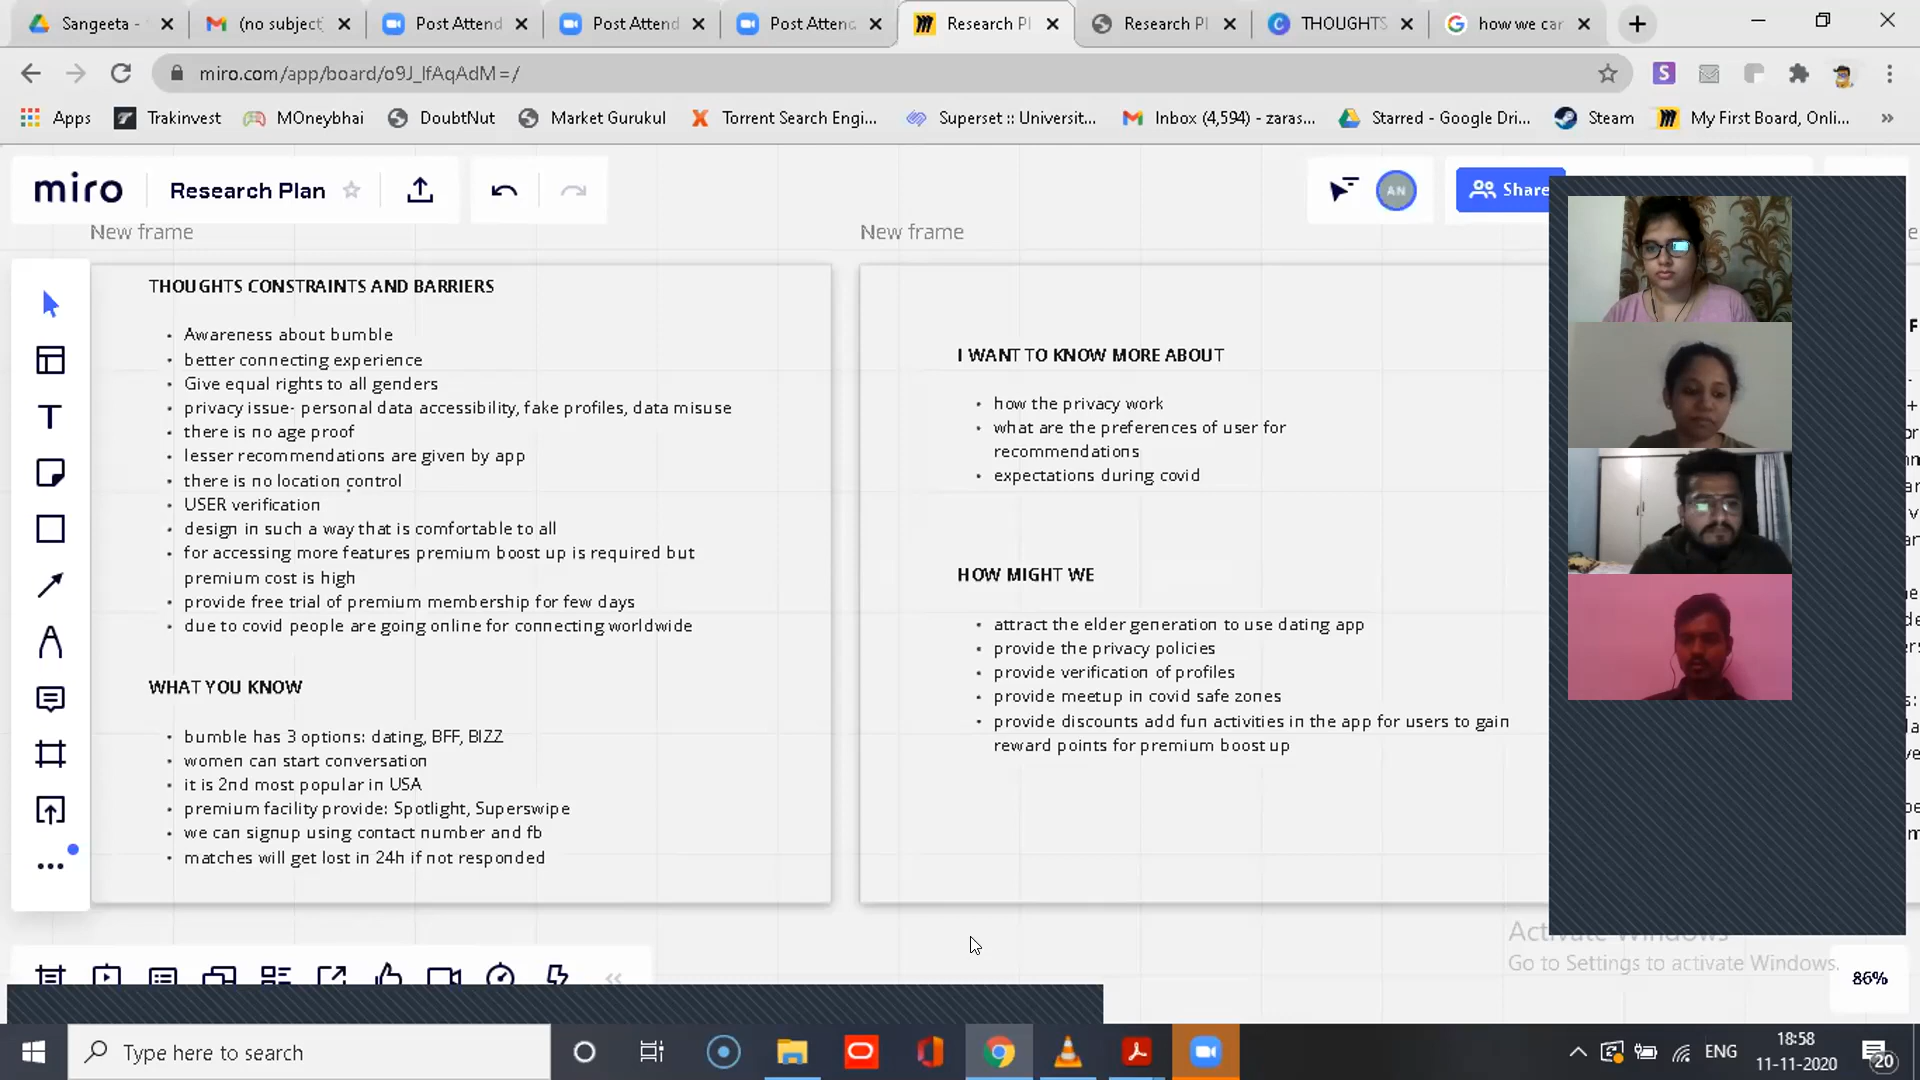 Sangeeta -
(no subject)
Post Attend
Post Attend
Post Attend
Research Pl
Research Pl
THOUGHTS
how we car
miro.com/app/board/o9J_lfAqAdM=/
Apps
Trakinvest
MOneybhai
DoubtNut
Market Gurukul
Torrent Search Engi...
Superset :: Universit...
Inbox (4,594) - zaras...
Starred - Google Dri...
Steam
My First Board, Onli...
miro
Research Plan
AN
Share
New frame
New frame
THOUGHTS CONSTRAINTS AND BARRIERS
• Awareness about bumble
• better connecting experience
• Give equal rights to all genders
• privacy issue- personal data accessibility, fake profiles, data misuse
• there is no age proof
• lesser recommendations are given by app
• there is no location control
• USER verification
• design in such a way that is comfortable to all
• for accessing more features premium boost up is required but
premium cost is high
• provide free trial of premium membership for few days
• due to covid people are going online for connecting worldwide
WHAT YOU KNOW
• bumble has 3 options: dating, BFF, BIZZ
• women can start conversation
• it is 2nd most popular in USA
• premium facility provide: Spotlight, Superswipe
• we can signup using contact number and fb
• matches will get lost in 24h if not responded
I WANT TO KNOW MORE ABOUT
• how the privacy work
• what are the preferences of user for
recommendations
• expectations during covid
HOW MIGHT WE
• attract the elder generation to use dating app
• provide the privacy policies
• provide verification of profiles
• provide meetup in covid safe zones
• provide discounts add fun activities in the app for users to gain
reward points for premium boost up
Activate Windows
Go to Settings to activate Windows.
86%
Type here to search
ENG
18:58
11-11-2020
20